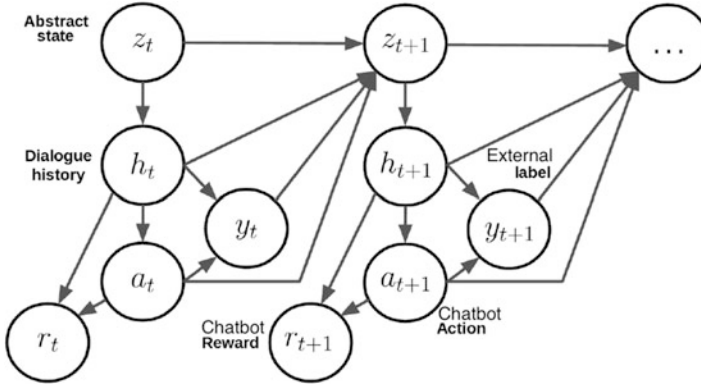 Abstract
state
z_t
z_{t+1}
...
Dialogue
history
h_t
h_{t+1}
External
label
y_t
y_{t+1}
a_t
a_{t+1}
Chatbot
Action
Chatbot
Reward
r_t
r_{t+1}